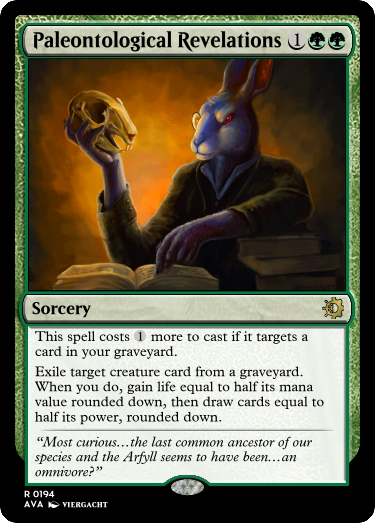 Paleontological Revelations 1
Sorcery
This spell costs 1 more to cast if it targets a
card in your graveyard.
Exile target creature card from a graveyard.
When you do, gain life equal to half its mana
value rounded down, then draw cards equal to
half its power, rounded down.
“Most curious…the last common ancestor of our
species and the Arfyll seems to have been…an
omnivore?”
R 0194
AVA VIERGACHT